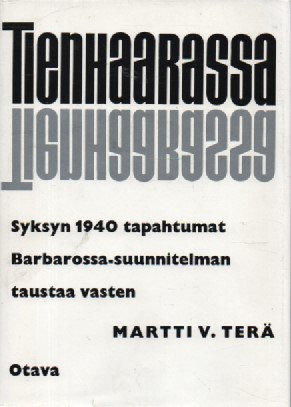 Tienhaarassa
Tienhaarassa
Syksyn 1940 tapahtumat
Barbarossa-suunnitelman
taustaa vasten
MARTTI V. TERÄ
Otava